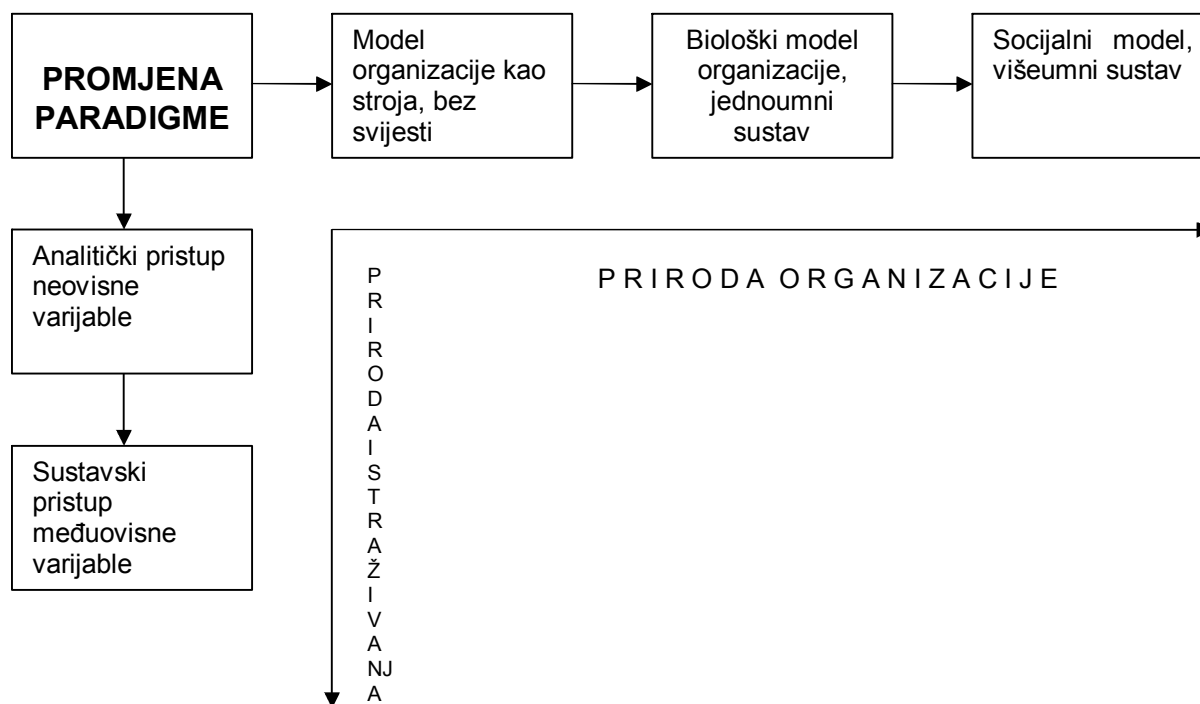 PROMJENA
PARADIGME
Model
organizacije kao
stroja, bez
svijesti
Biološki model
organizacije,
jednoumni
sustav
Socijalni model,
višeumni sustav
Analitički pristup
neovisne
varijable
Sustavski
pristup
međuovisne
varijable
P R I R O D A O R G A N I Z A C I J E
P
R
I
R
O
D
A
I
S
T
R
A
Ž
I
V
A
NJ
A